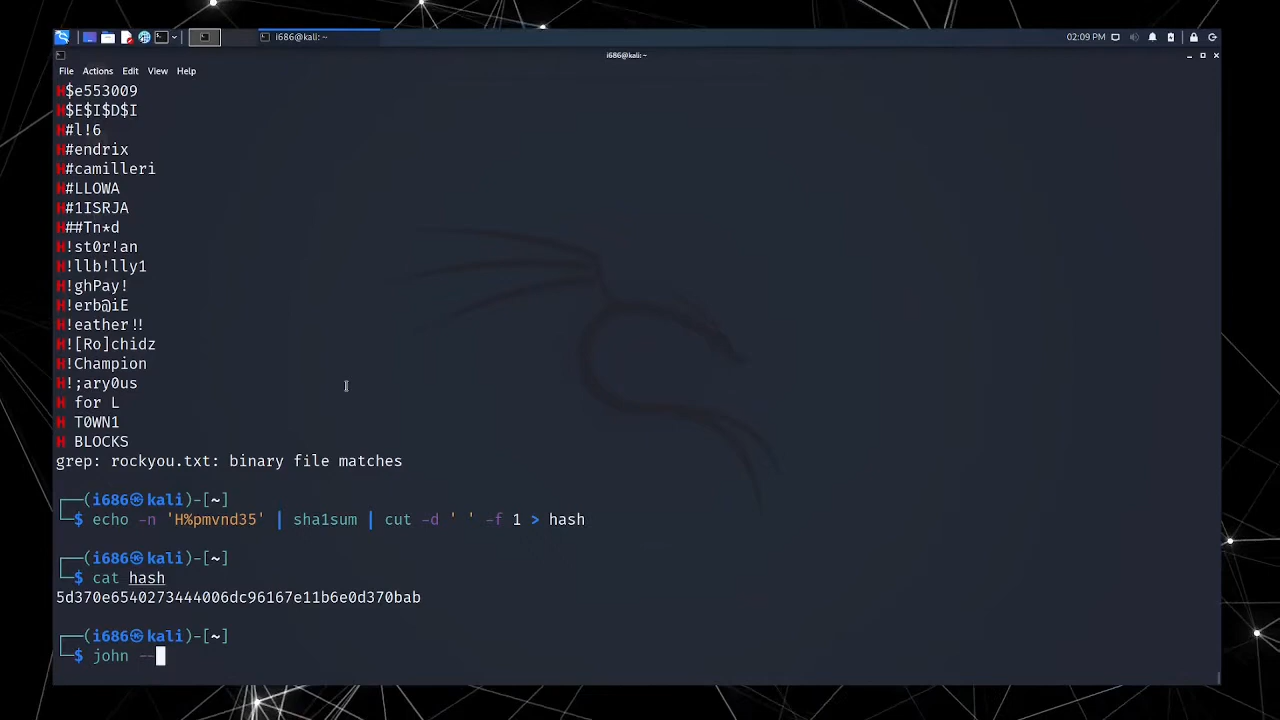 i686@kali: ~
02:09 PM
i686@kali: ~
File Actions Edit View Help
H$e553009
H$E$I$D$I
H#l!6
H#endrix
H#camilleri
H#LLOWA
H#1ISRJA
H##Tn*d
H!st0r!an
H!llb!lly1
H!ghPay!
H!erb@iE
H!eather!!
H![Ro]chidz
H!Champion
H!;ary0us
H for L
H T0WN1
H BLOCKS
grep: rockyou.txt: binary file matches
┌──(i686㉿kali)-[~]
└─$ echo -n 'H%pmvnd35' | sha1sum | cut -d ' ' -f 1 > hash
┌──(i686㉿kali)-[~]
└─$ cat hash
5d370e6540273444006dc96167e11b6e0d370bab
┌──(i686㉿kali)-[~]
└─$ john --